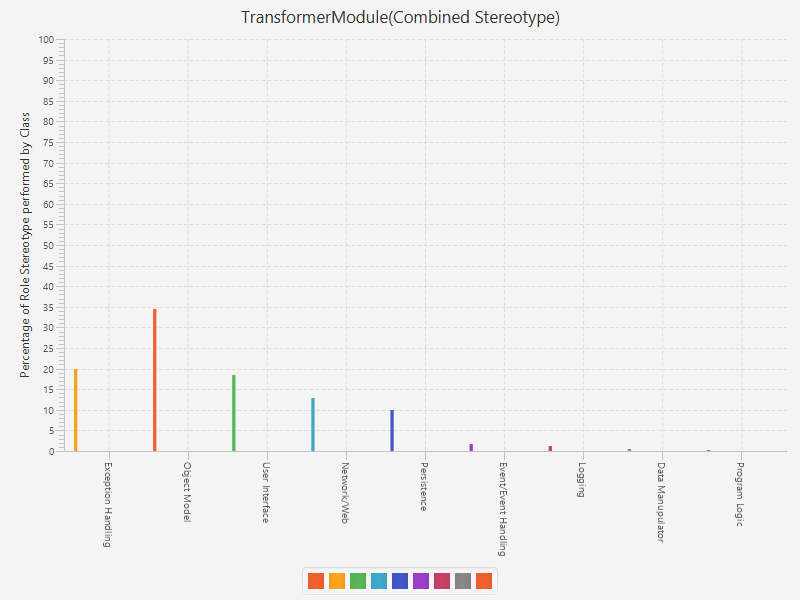 TransformerModule(Combined Stereotype)
Percentage of Role Stereotype performed by Class
100
95
90
85
80
75
70
65
60
55
50
45
40
35
30
25
20
15
10
5
0
Exception Handling
Object Model
User Interface
Network/Web
Persistence
Event/Event Handling
Logging
Data Manupulator
Program Logic